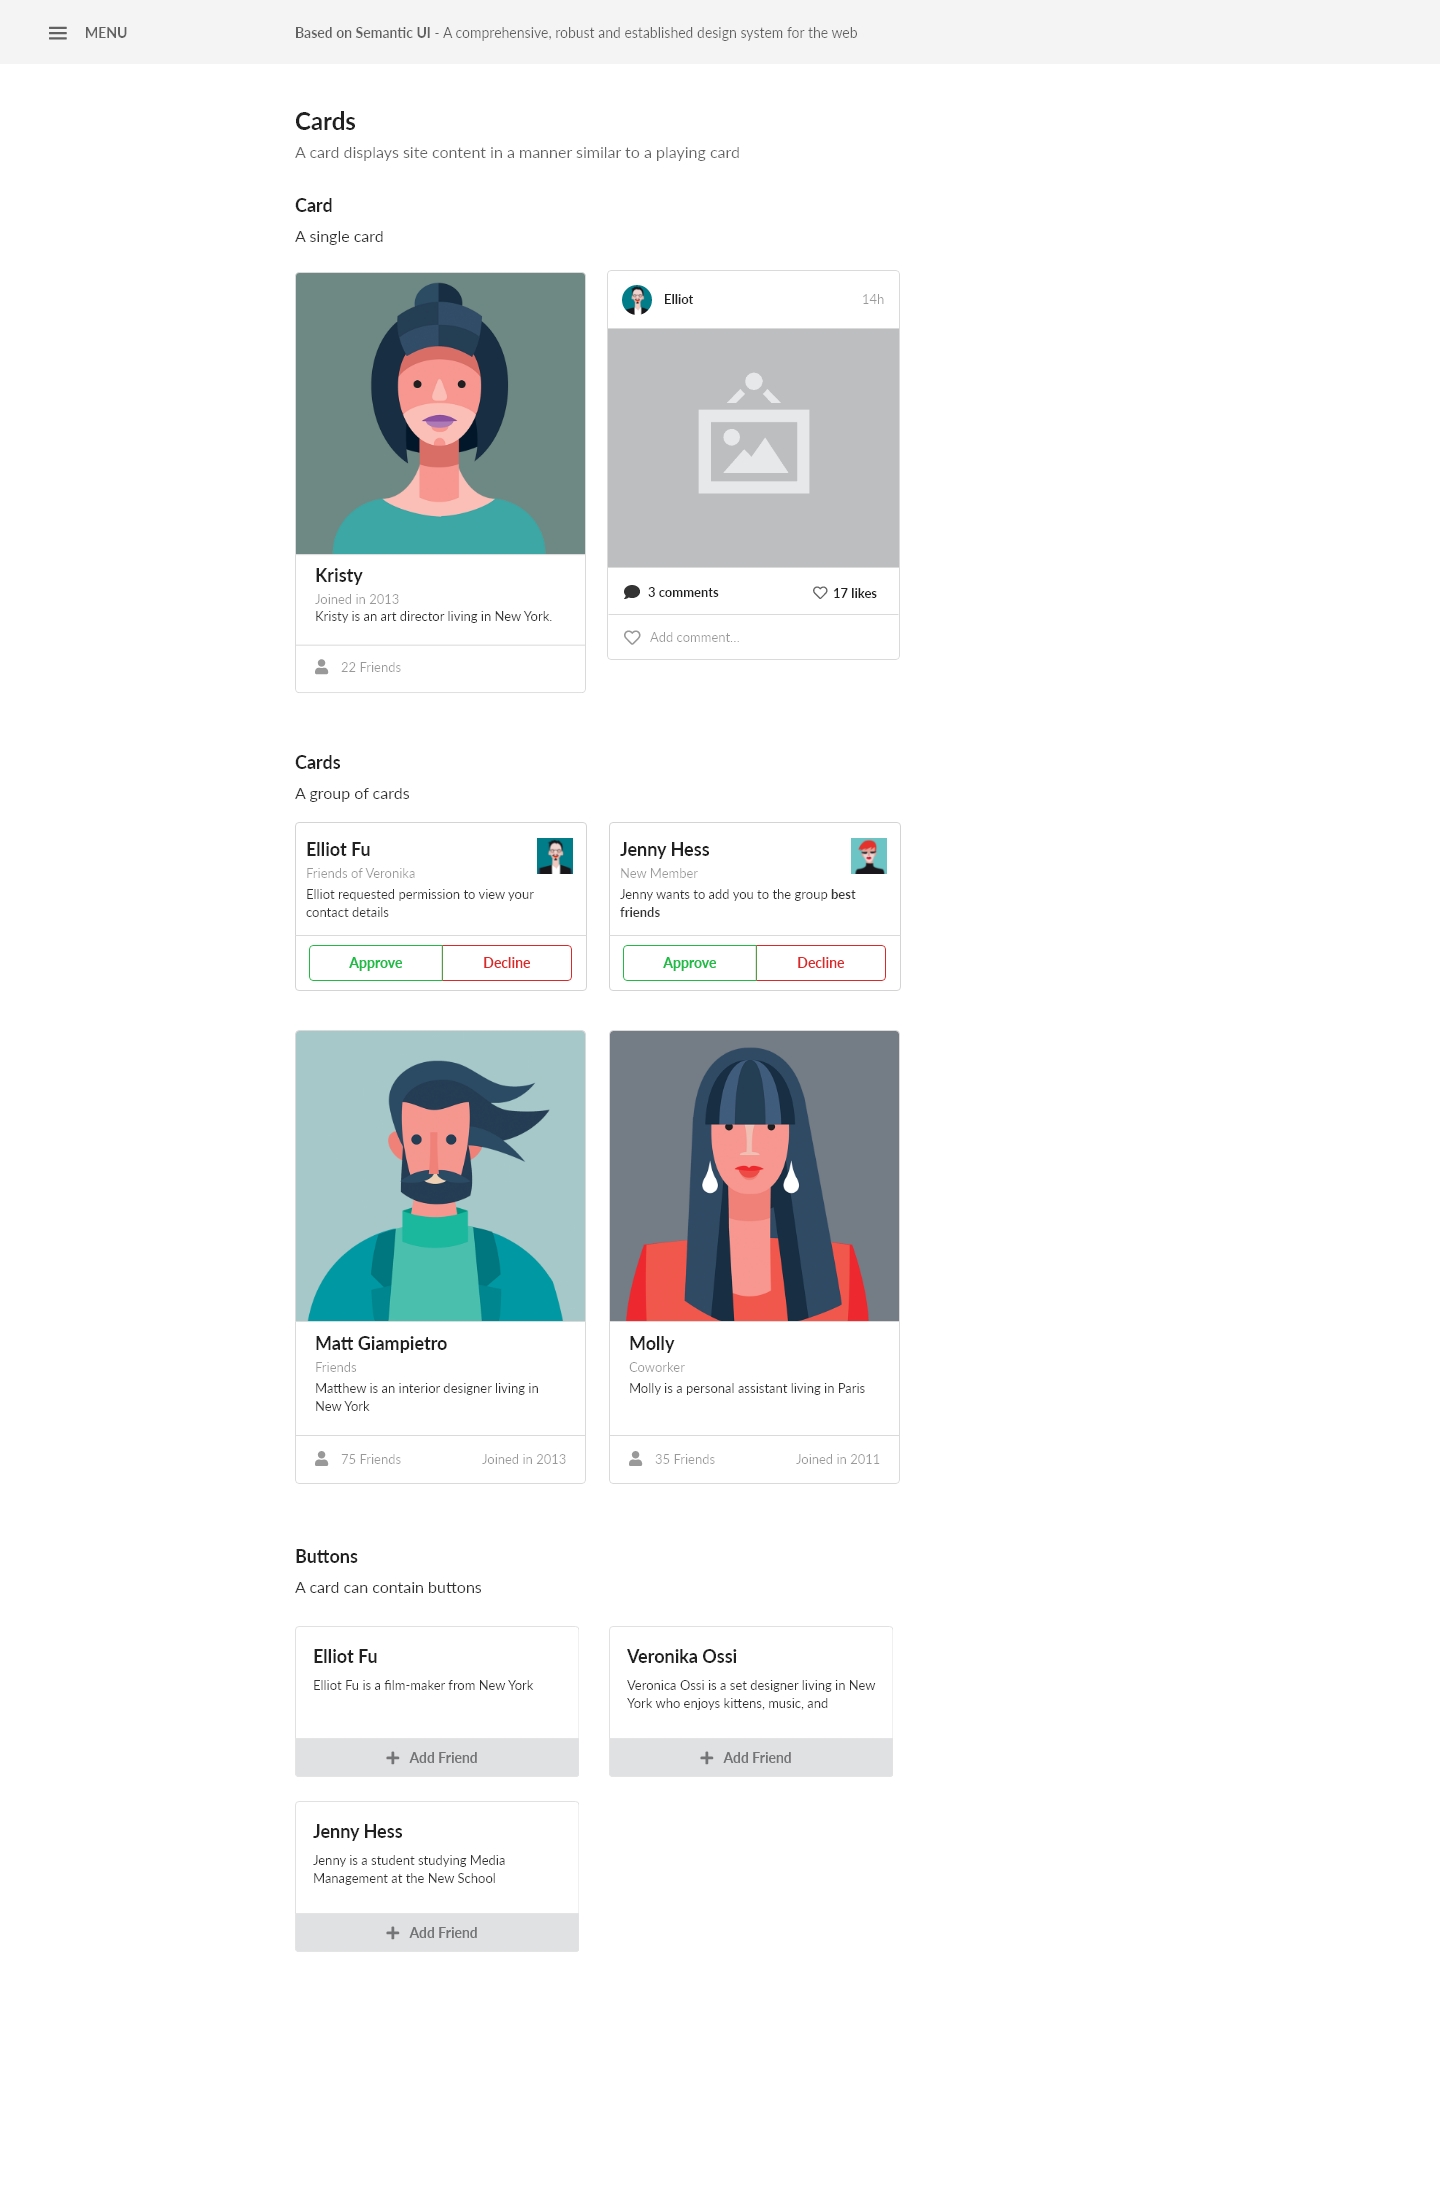 MENU
Based on Semantic UI - A comprehensive, robust and established design system for the web
Cards
A card displays site content in a manner similar to a playing card
Card
A single card
Kristy
Joined in 2013
Kristy is an art director living in New York.
22 Friends
Elliot
14h
3 comments
17 likes
Add comment...
Cards
A group of cards
Elliot Fu
Friends of Veronika
Elliot requested permission to view your
contact details
Approve
Decline
Jenny Hess
New Member
Jenny wants to add you to the group best
friends
Approve
Decline
Matt Giampietro
Friends
Matthew is an interior designer living in
New York
75 Friends
Joined in 2013
Molly
Coworker
Molly is a personal assistant living in Paris
35 Friends
Joined in 2011
Buttons
A card can contain buttons
Elliot Fu
Elliot Fu is a film-maker from New York
Add Friend
Veronika Ossi
Veronica Ossi is a set designer living in New
York who enjoys kittens, music, and
Add Friend
Jenny Hess
Jenny is a student studying Media
Management at the New School
Add Friend